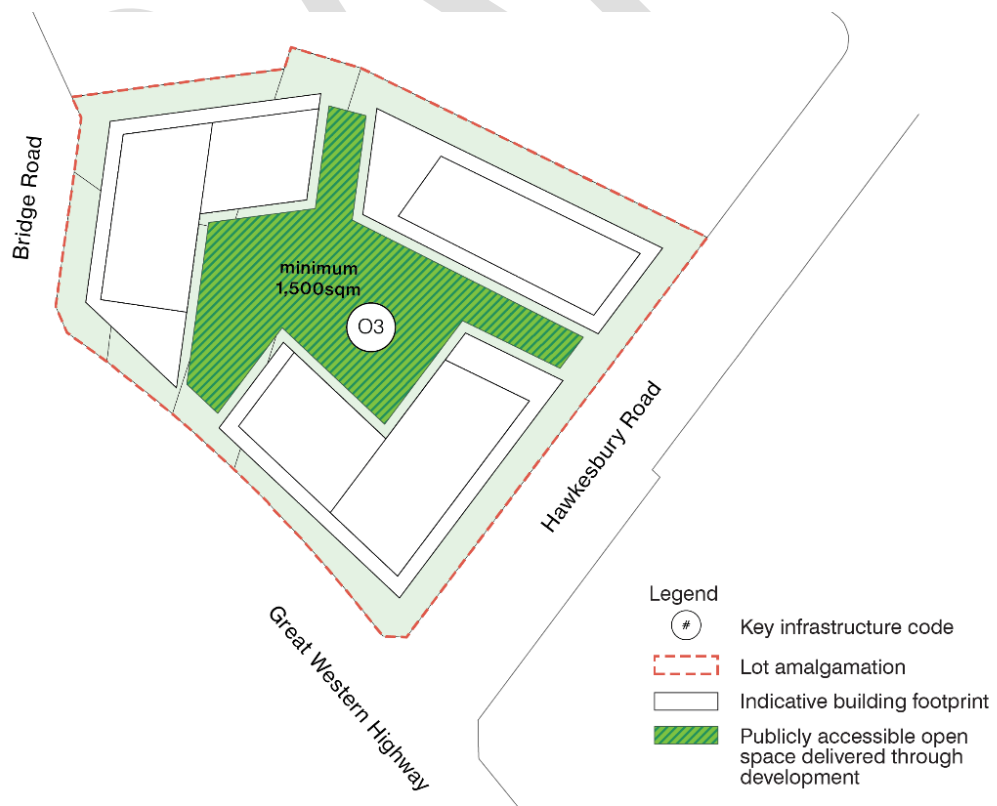 Bridge Road
minimum
1,500sqm
O3
Hawkesbury Road
Great Western Highway
Legend
#
Key infrastructure code
Lot amalgamation
Indicative building footprint
Publicly accessible open
space delivered through
development